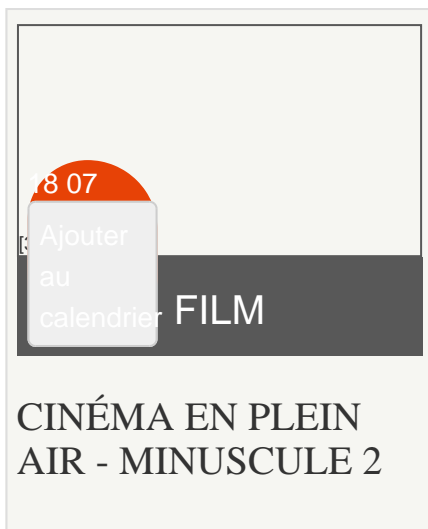 18 07
Ajouter
au
calendrier
FILM
CINÉMA EN PLEIN
AIR - MINUSCULE 2